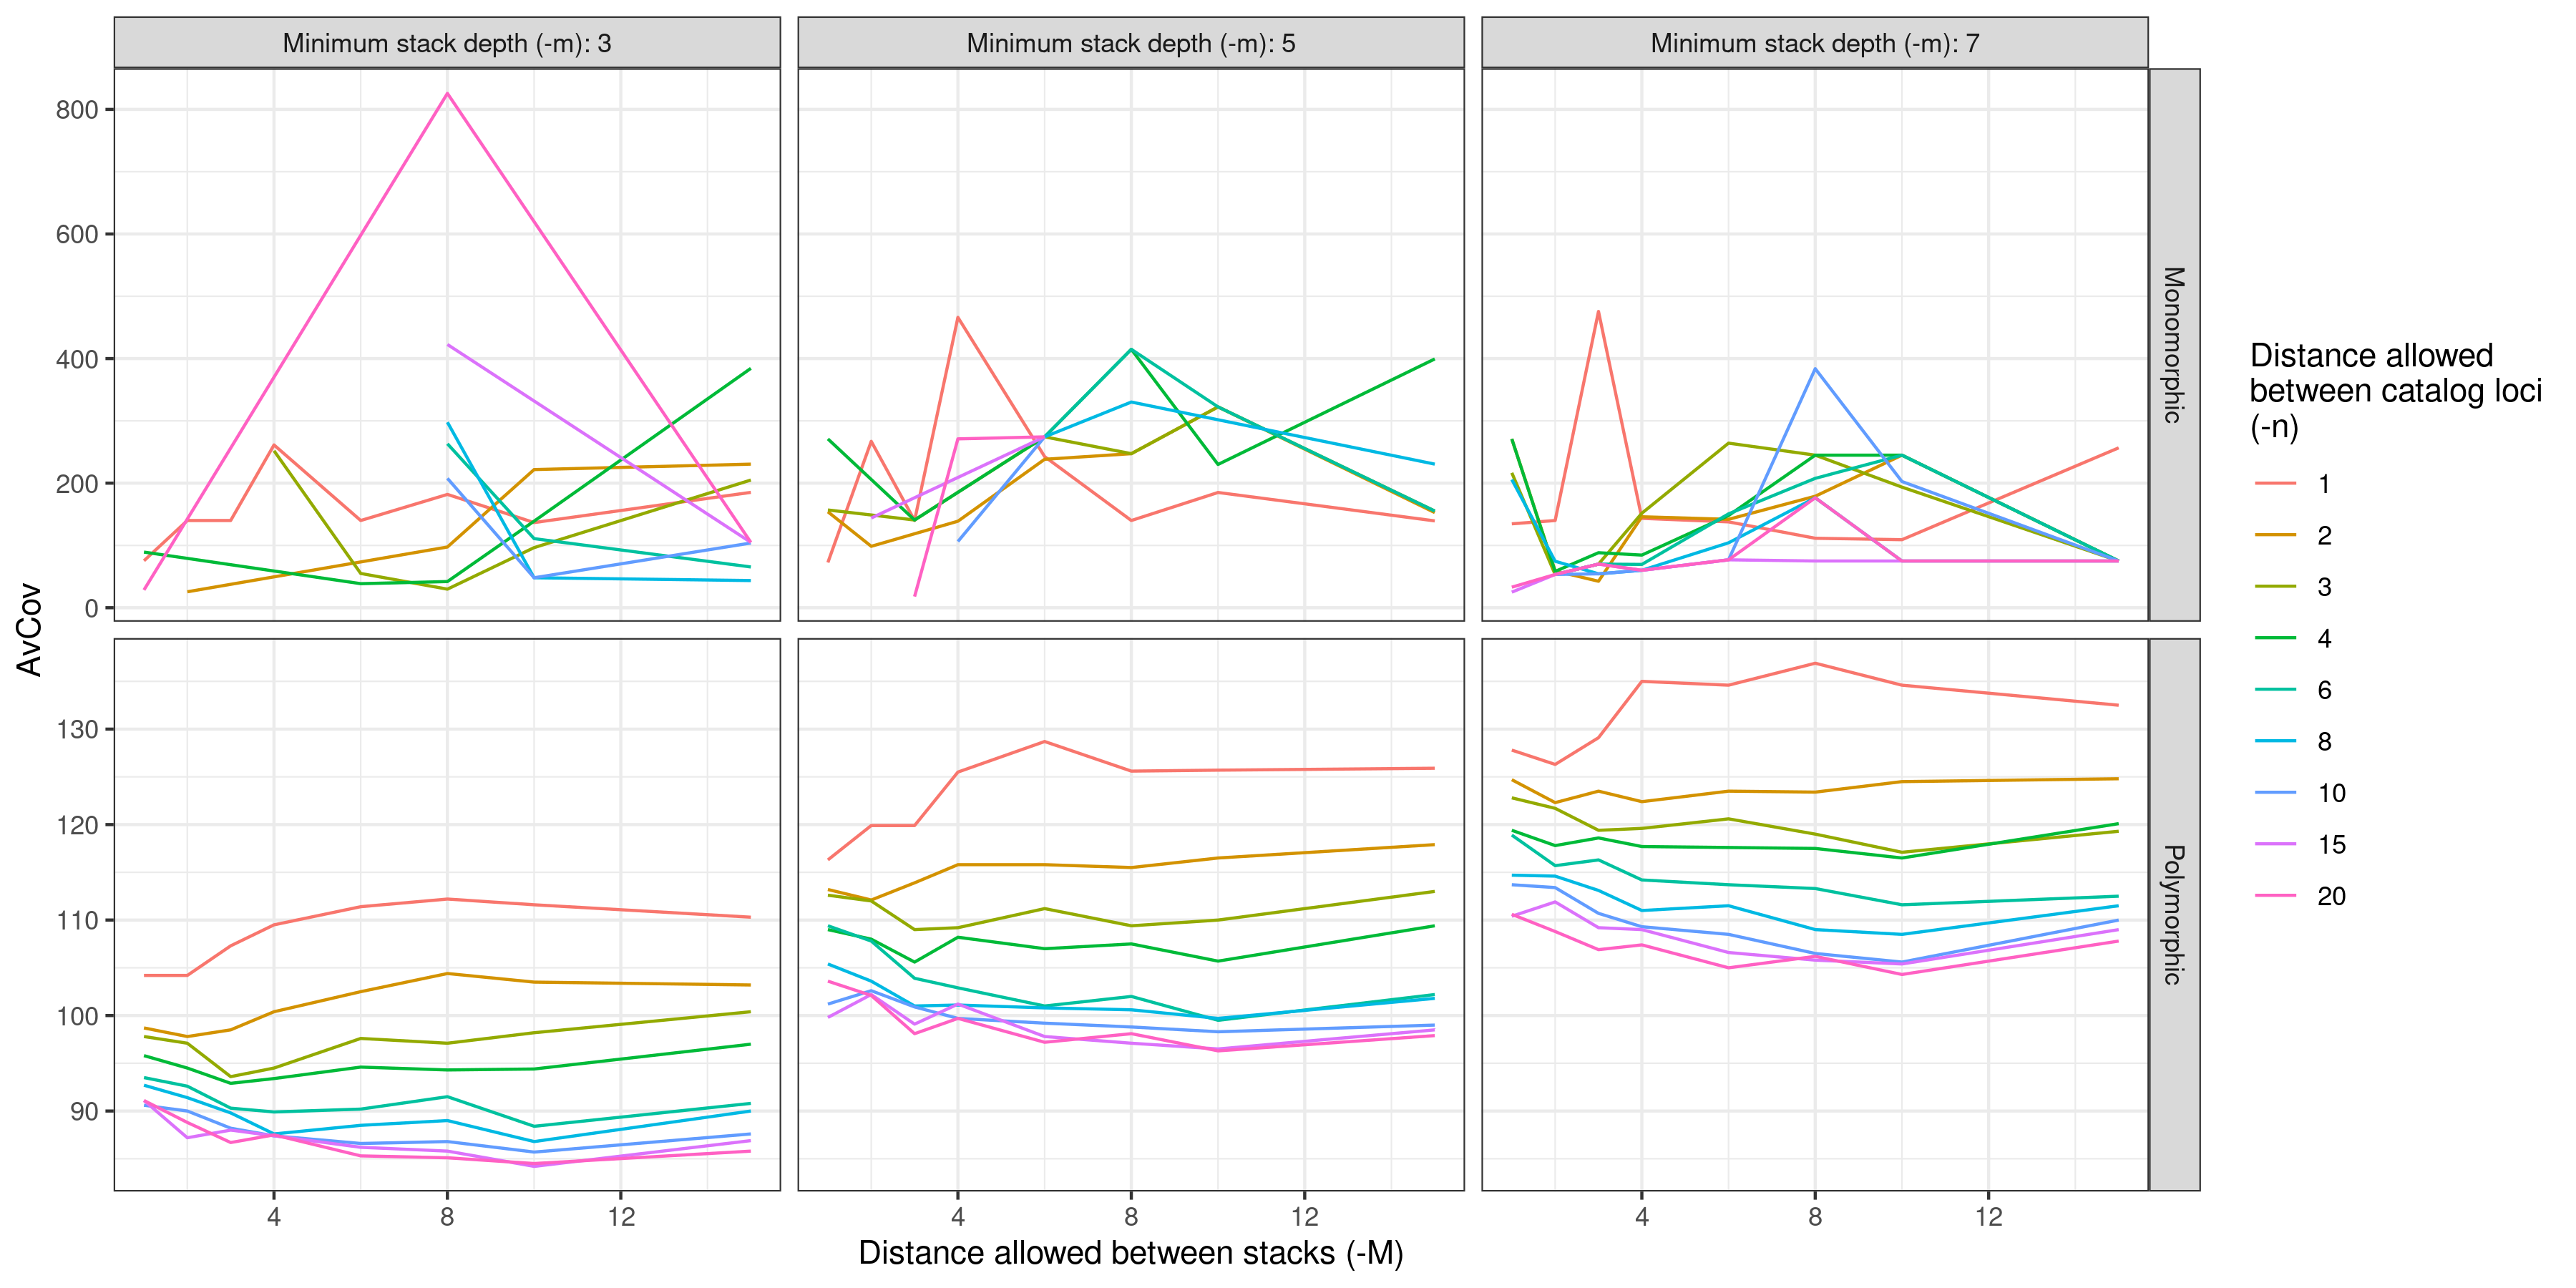 Minimum stack depth (-m): 3
Minimum stack depth (-m): 5
Minimum stack depth (-m): 7
800
600
400
200
0
Monomorphic
130
120
110
100
90
Polymorphic
AvCov
4
8
12
4
8
12
4
8
12
Distance allowed between stacks (-M)
Distance allowed
between catalog loci
(-n)
1
2
3
4
6
8
10
15
20